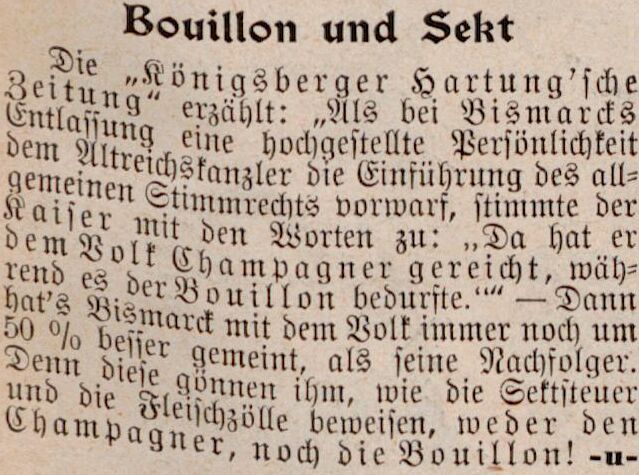 Bouillon und Sekt
Die „Königsberger Hartung'sche
Zeitung“ erzählt: „Als bei Bismarcks
Entlaſſung eine hochgeſtellte Perſönlichkeit
dem Altreichskanzler die Einführung des all⸗
gemeinen Stimmrechts vorwarf, ſtimmte der
Kaiſer mit den Worten zu: „Da hat er
dem Volk Champagner gereicht, wäh⸗
rend es der Bouillon bedurfte.““ — Dann
hat's Bismarck mit dem Volk immer noch um
50 % beſſer gemeint, als ſeine Nachfolger.
Denn dieſe gönnen ihm, wie die Sektſteuer
und die Fleiſchzölle beweiſen, weder den
Champagner, noch die Bouillon! -u-